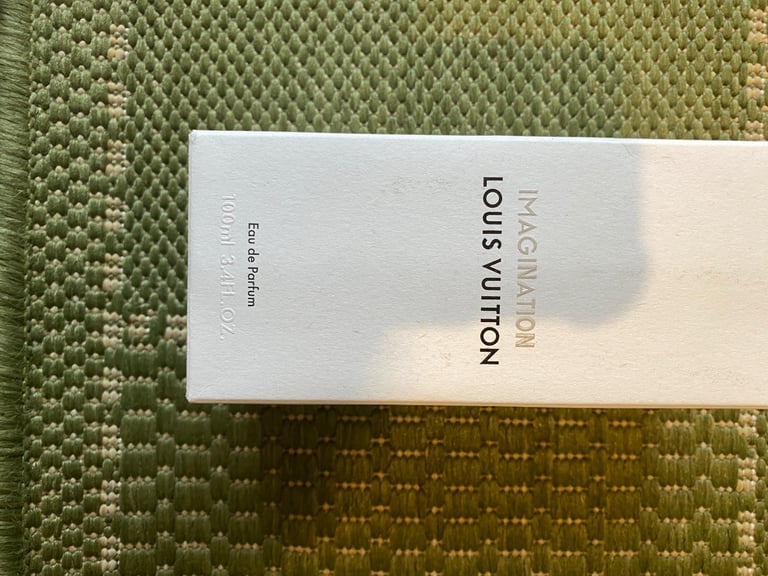 IMAGINATION
LOUIS VUITTON
Eau de Parfum
100ml 3.4FL.OZ.